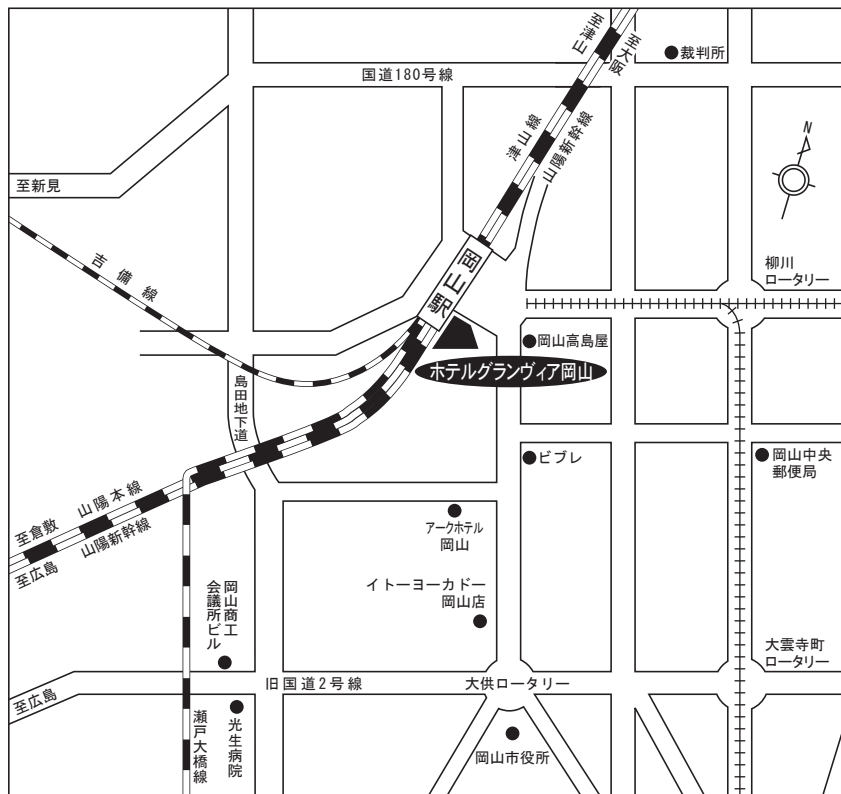 至津山
至大阪
裁判所
国道180号線
津山線
山陽新幹線
N
至新見
吉備線
岡山駅
柳川
ロータリー
岡山高島屋
ホテルグランヴィア岡山
島田地下道
ビブレ
岡山中央
郵便局
至倉敷
山陽本線
至広島
山陽新幹線
アークホテル
岡山
イトーヨーカドー
岡山店
岡山商工
会議所ビル
大雲寺町
ロータリー
旧国道2号線
大供ロータリー
至広島
瀬戸大橋線
光生病院
岡山市役所